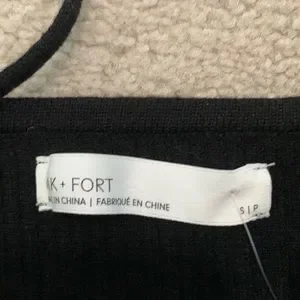 K + FORT
IN CHINA | FABRIQUÉ EN CHINE
S | P